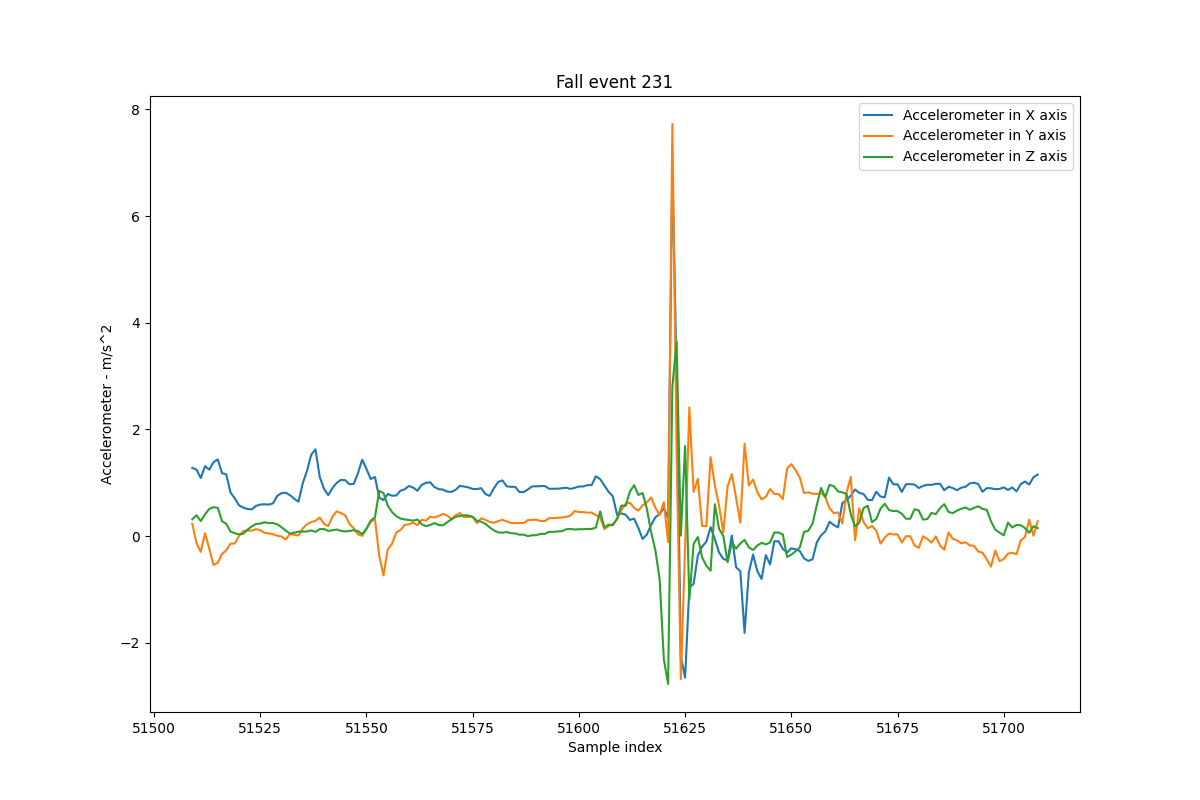 Fall event 231
Accelerometer in X axis
Accelerometer in Y axis
Accelerometer in Z axis
Accelerometer - m/s^2
8
6
4
2
0
−2
51500 51525 51550 51575 51600 51625 51650 51675 51700
Sample index